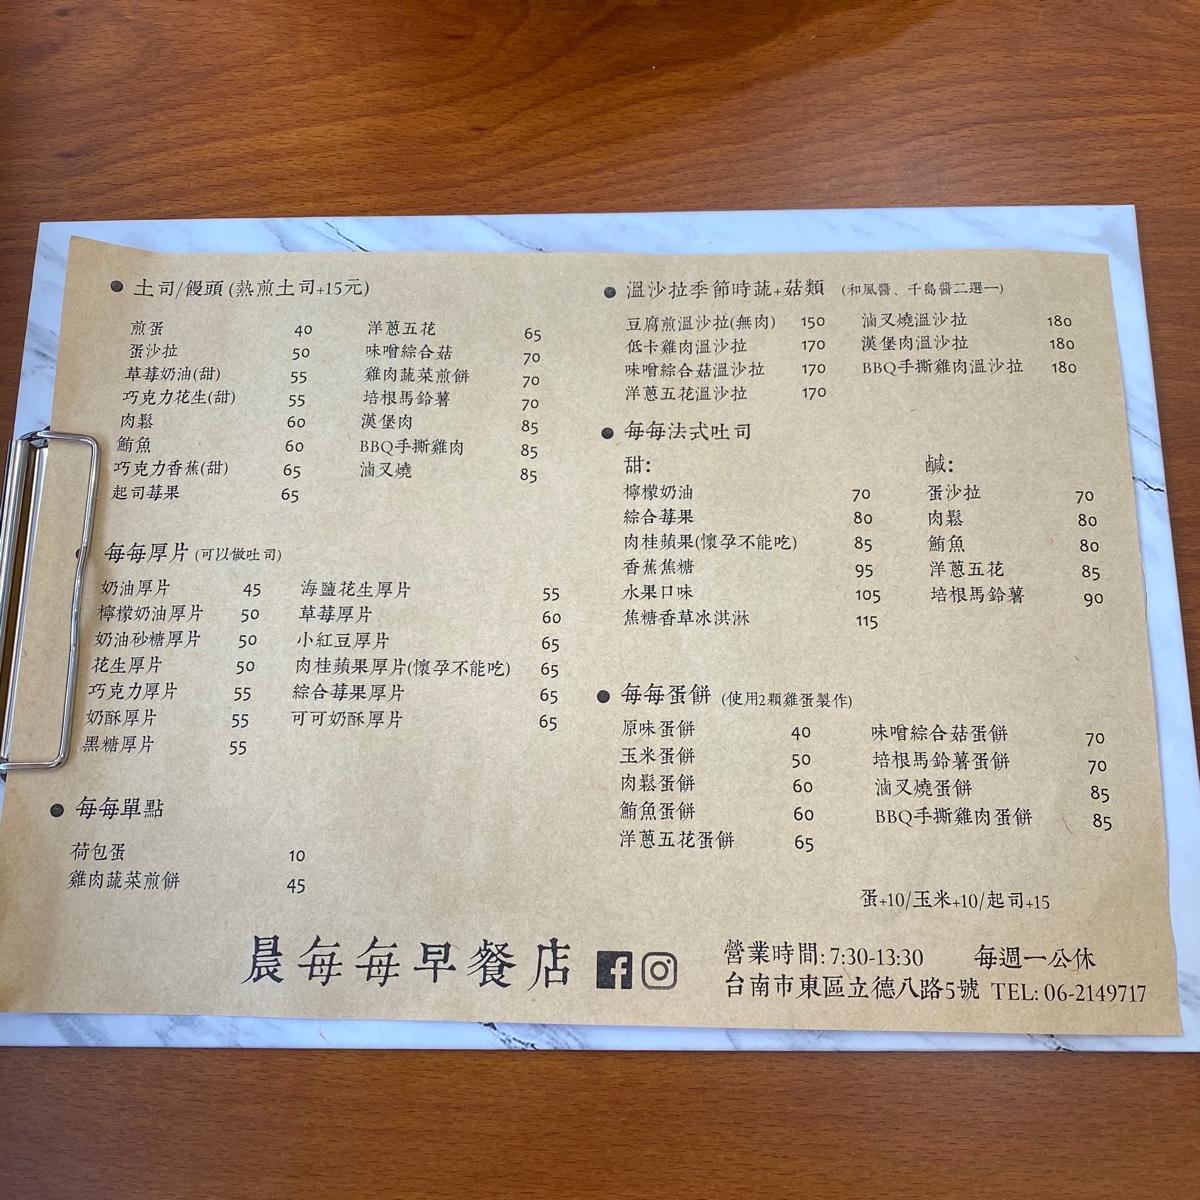 土司/饅頭 (熱煎土司+15元)
煎蛋 40
蛋沙拉 50
草莓奶油(甜) 55
巧克力花生(甜) 55
肉鬆 60
鮪魚 60
巧克力香蕉(甜) 65
起司莓果 65
洋蔥五花 65
味噌綜合菇 70
雞肉蔬菜煎餅 70
培根馬鈴薯 70
漢堡肉 85
BBQ手撕雞肉 85
滷叉燒 85
每每厚片 (可以做吐司)
奶油厚片 45
檸檬奶油厚片 50
奶油砂糖厚片 50
花生厚片 50
巧克力厚片 55
奶酥厚片 55
黑糖厚片 55
海鹽花生厚片 55
草莓厚片 60
小紅豆厚片 65
肉桂蘋果厚片(懷孕不能吃) 65
綜合莓果厚片 65
可可奶酥厚片 65
每每單點
荷包蛋 10
雞肉蔬菜煎餅 45
溫沙拉季節時蔬+菇類 (和風醬、千島醬二選一)
豆腐煎溫沙拉(無肉) 150
低卡雞肉溫沙拉 170
味噌綜合菇溫沙拉 170
洋蔥五花溫沙拉 170
滷叉燒溫沙拉 180
漢堡肉溫沙拉 180
BBQ手撕雞肉溫沙拉 180
每每法式吐司
甜:
檸檬奶油 70
綜合莓果 80
肉桂蘋果(懷孕不能吃) 85
香蕉焦糖 95
水果口味 105
焦糖香草冰淇淋 115
鹹:
蛋沙拉 70
肉鬆 80
鮪魚 80
洋蔥五花 85
培根馬鈴薯 90
每每蛋餅 (使用2顆雞蛋製作)
原味蛋餅 40
玉米蛋餅 50
肉鬆蛋餅 60
鮪魚蛋餅 60
洋蔥五花蛋餅 65
味噌綜合菇蛋餅 70
培根馬鈴薯蛋餅 70
滷叉燒蛋餅 85
BBQ手撕雞肉蛋餅 85
蛋+10/玉米+10/起司+15
晨每每早餐店
營業時間: 7:30-13:30 每週一公休
台南市東區立德八路5號 TEL: 06-2149717